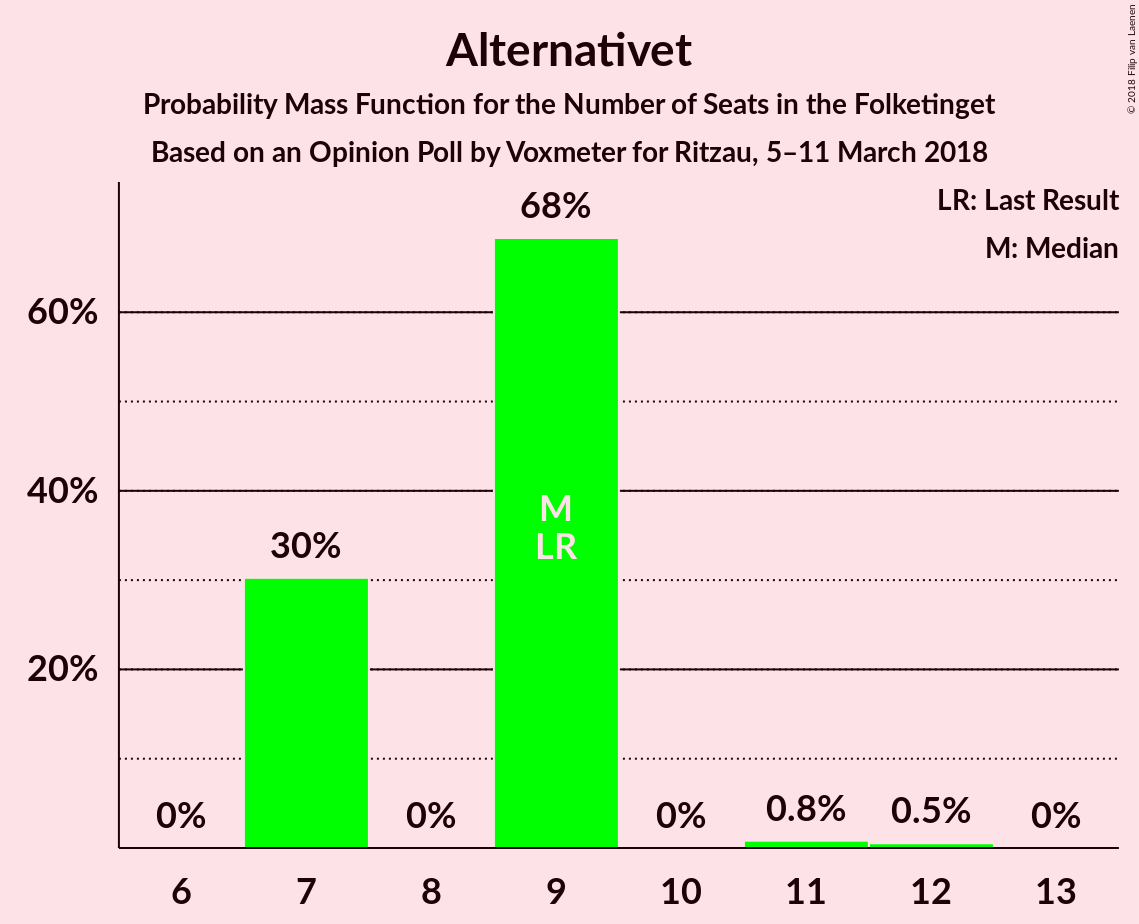 Alternativet
Probability Mass Function for the Number of Seats in the Folketinget
Based on an Opinion Poll by Voxmeter for Ritzau, 5–11 March 2018
© 2018 Filip van Laenen
LR: Last Result
M: Median
60%
40%
20%
0%
30%
0%
68%
M
LR
0%
0.8%
0.5%
0%
6
7
8
9
10
11
12
13